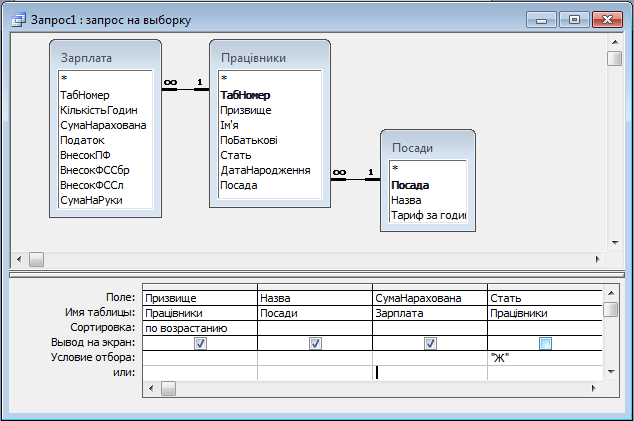 Запрос1 : запрос на выборку
Зарплата
*
ТабНомер
КількістьГодин
СумаНарахована
Податок
ВнесокПФ
ВнесокФССбр
ВнесокФССл
СумаНаРуки
∞ 1
Працівники
*
ТабНомер
Призвище
Ім'я
ПоБатькові
Стать
ДатаНародження
Посада
∞ 1
Посади
*
Посада
Назва
Тариф за годи
Поле: Призвище Назва СумаНарахована Стать
Имя таблицы: Працівники Посади Зарплата Працівники
Сортировка: по возрастанию
Вывод на экран:
Условие отбора: "Ж"
или: